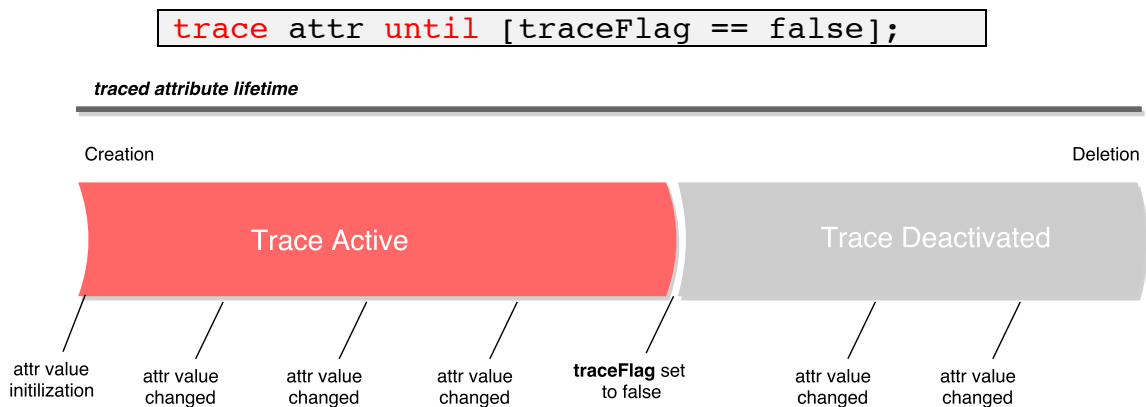 trace attr until [traceFlag == false];
traced attribute lifetime
Creation
Deletion
Trace Active
Trace Deactivated
attr value
initilization
attr value
changed
attr value
changed
attr value
changed
traceFlag set
to false
attr value
changed
attr value
changed